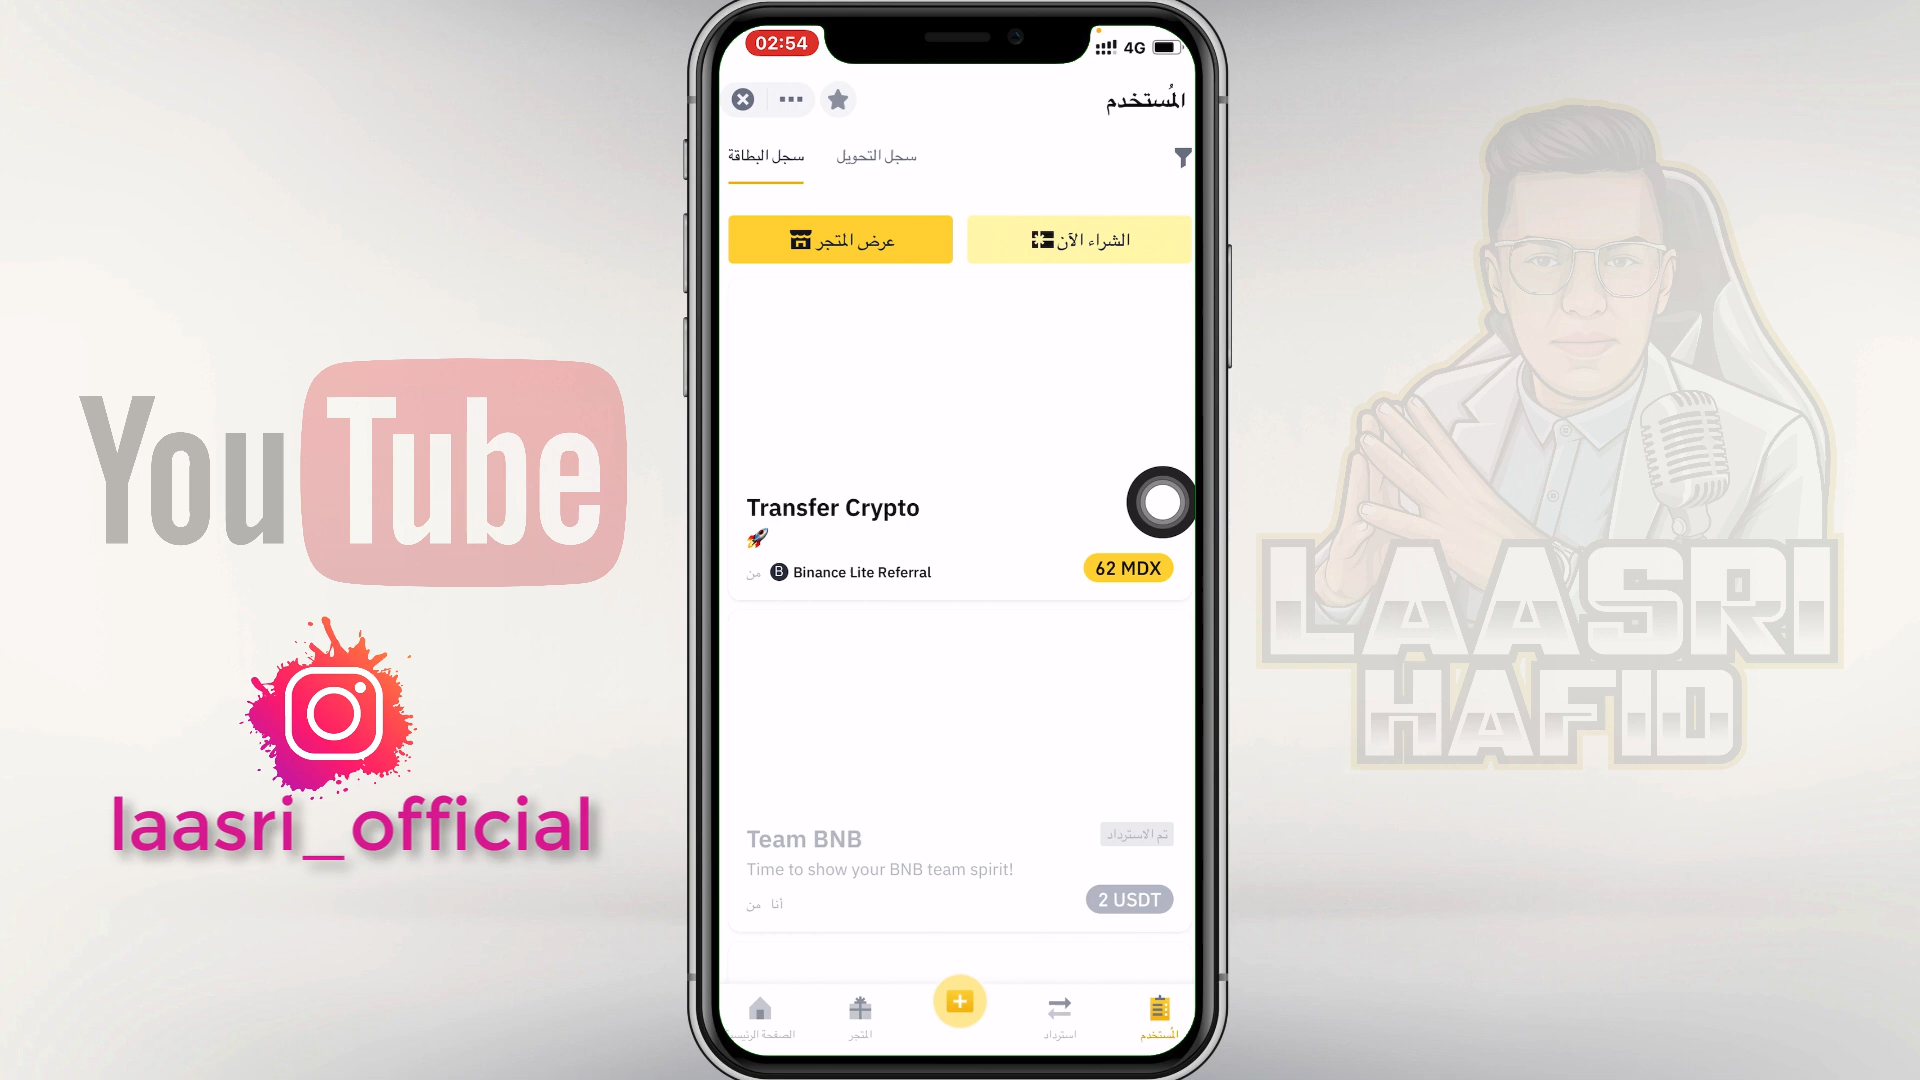 02:54
4G
المُستخدم
سجل البطاقة
سجل التحويل
عرض المتجر
الشراء الآن
Transfer Crypto
🚀
من Binance Lite Referral
62 MDX
Team BNB
تم الاسترداد
Time to show your BNB team spirit!
من أنا
2 USDT
الصفحة الرئيسية
المتجر
استرداد
المُستخدم
YouTube
laasri_official
LAASRI
HAFID